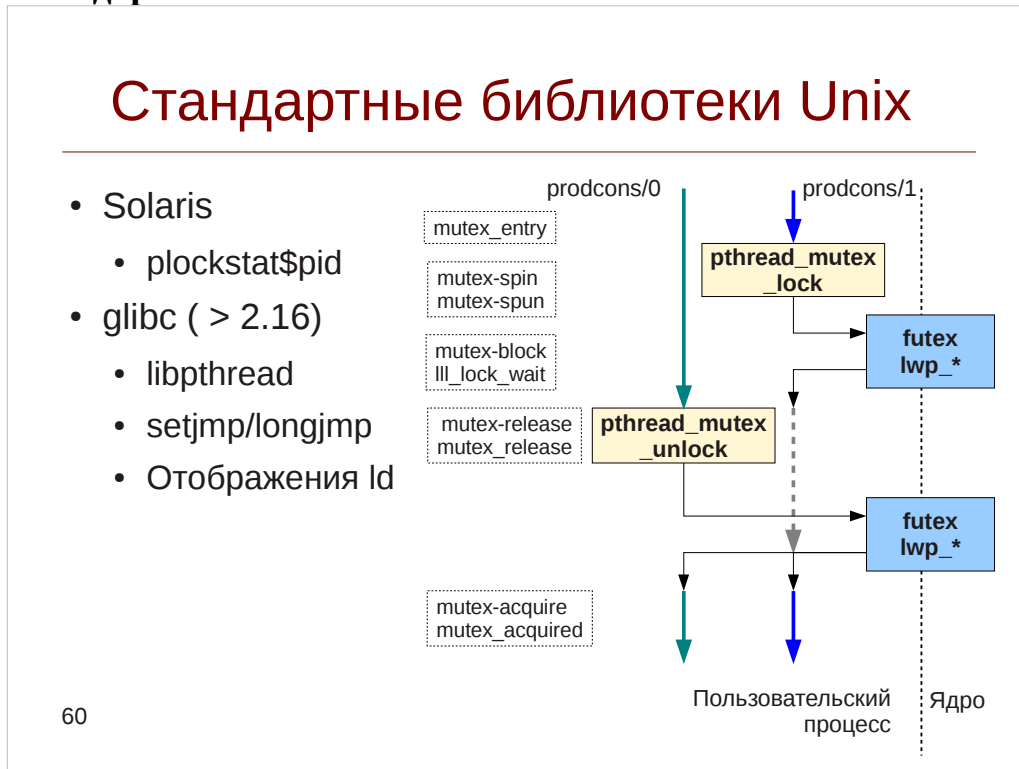 Стандартные библиотеки Unix
• Solaris
• plockstat$pid
• glibc ( > 2.16)
• libpthread
• setjmp/longjmp
• Отображения ld
prodcons/0
prodcons/1
mutex_entry
pthread_mutex
_lock
mutex-spin
mutex-spun
futex
lwp_*
mutex-block
lll_lock_wait
mutex-release
mutex_release
pthread_mutex
_unlock
futex
lwp_*
mutex-acquire
mutex_acquired
Пользовательский
процесс
Ядро
60